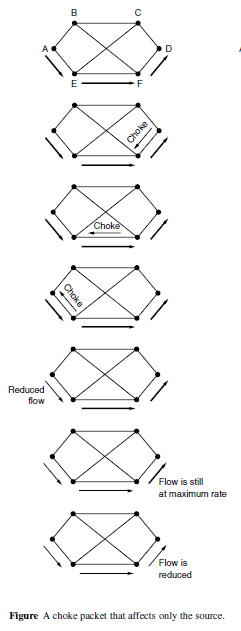 B C
A D
E F
Choke
Choke
Choke
Reduced
flow
Flow is still
at maximum rate
Flow is
reduced
Figure A choke packet that affects only the source.